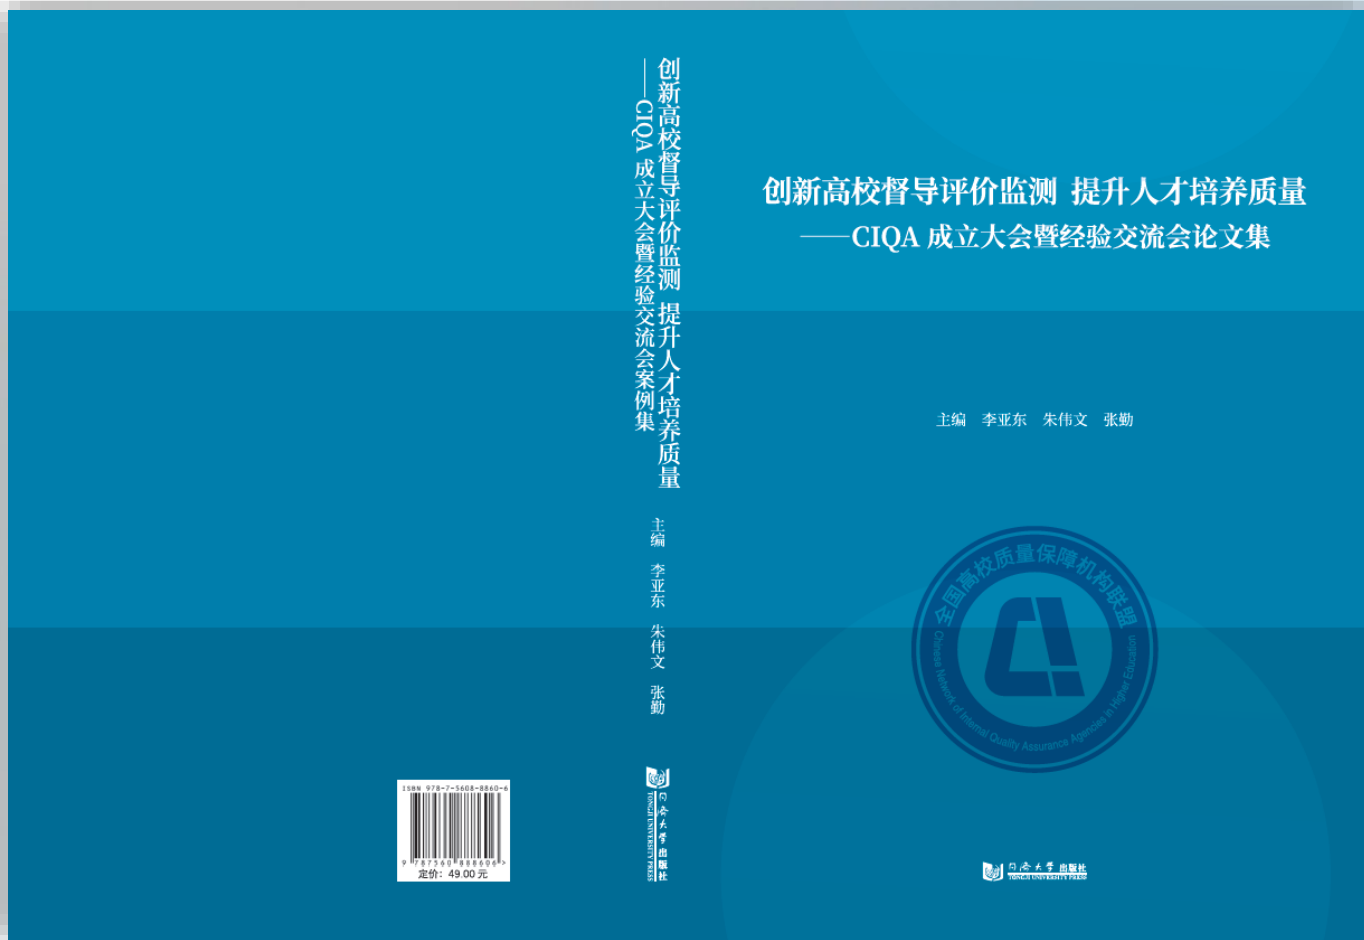 创新高校督导评价监测 提升人才培养质量
——CIQA 成立大会暨经验交流会案例集
主编 李亚东 朱伟文 张勤
同济大学出版社
TONGJI UNIVERSITY PRESS
创新高校督导评价监测 提升人才培养质量
——CIQA 成立大会暨经验交流会论文集
主编 李亚东 朱伟文 张勤
全国高校质量保障机构联盟
Chinese Network of Internal Quality Assurance Agencies in Higher Education
同济大学出版社
TONGJI UNIVERSITY PRESS
ISBN 978-7-5608-8860-6
9 787560 888606 >
定价：49.00 元